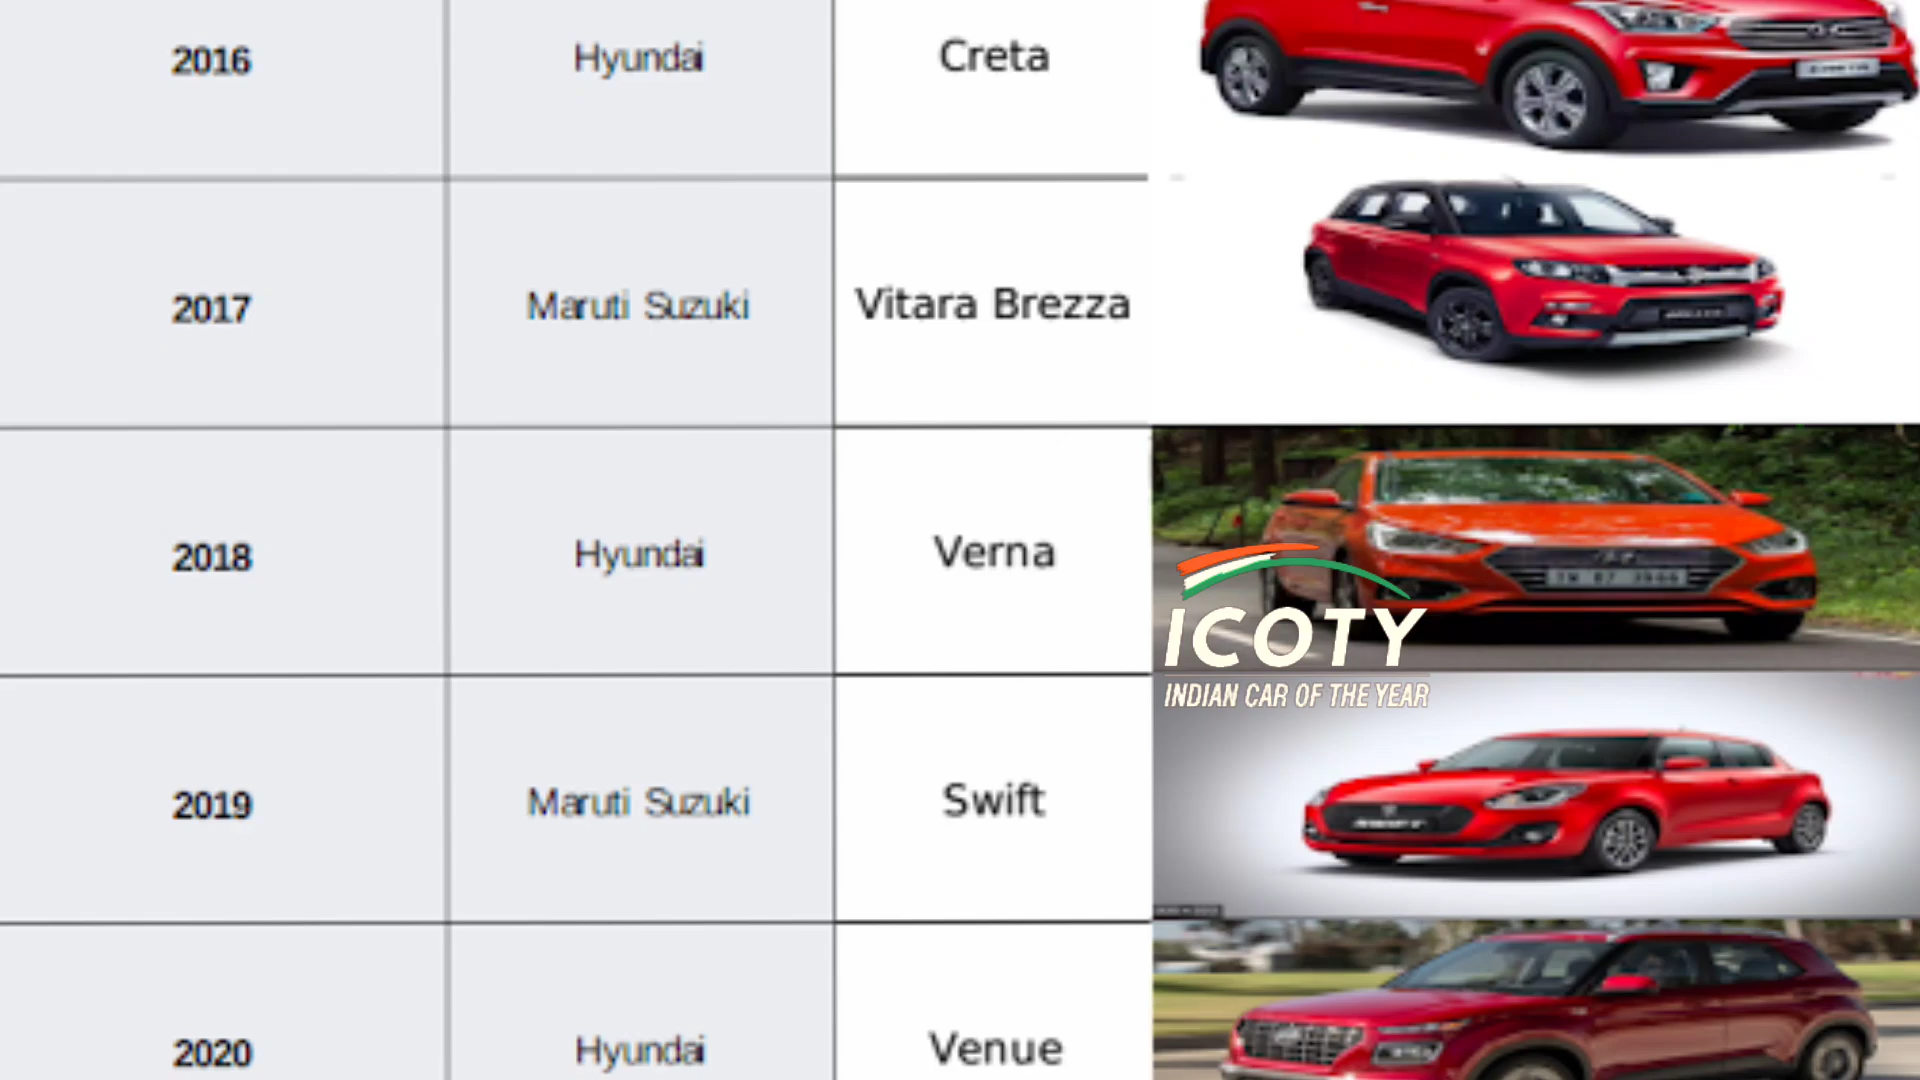 2016 Hyundai Creta
2017 Maruti Suzuki Vitara Brezza
2018 Hyundai Verna
ICOTY
INDIAN CAR OF THE YEAR
2019 Maruti Suzuki Swift
2020 Hyundai Venue